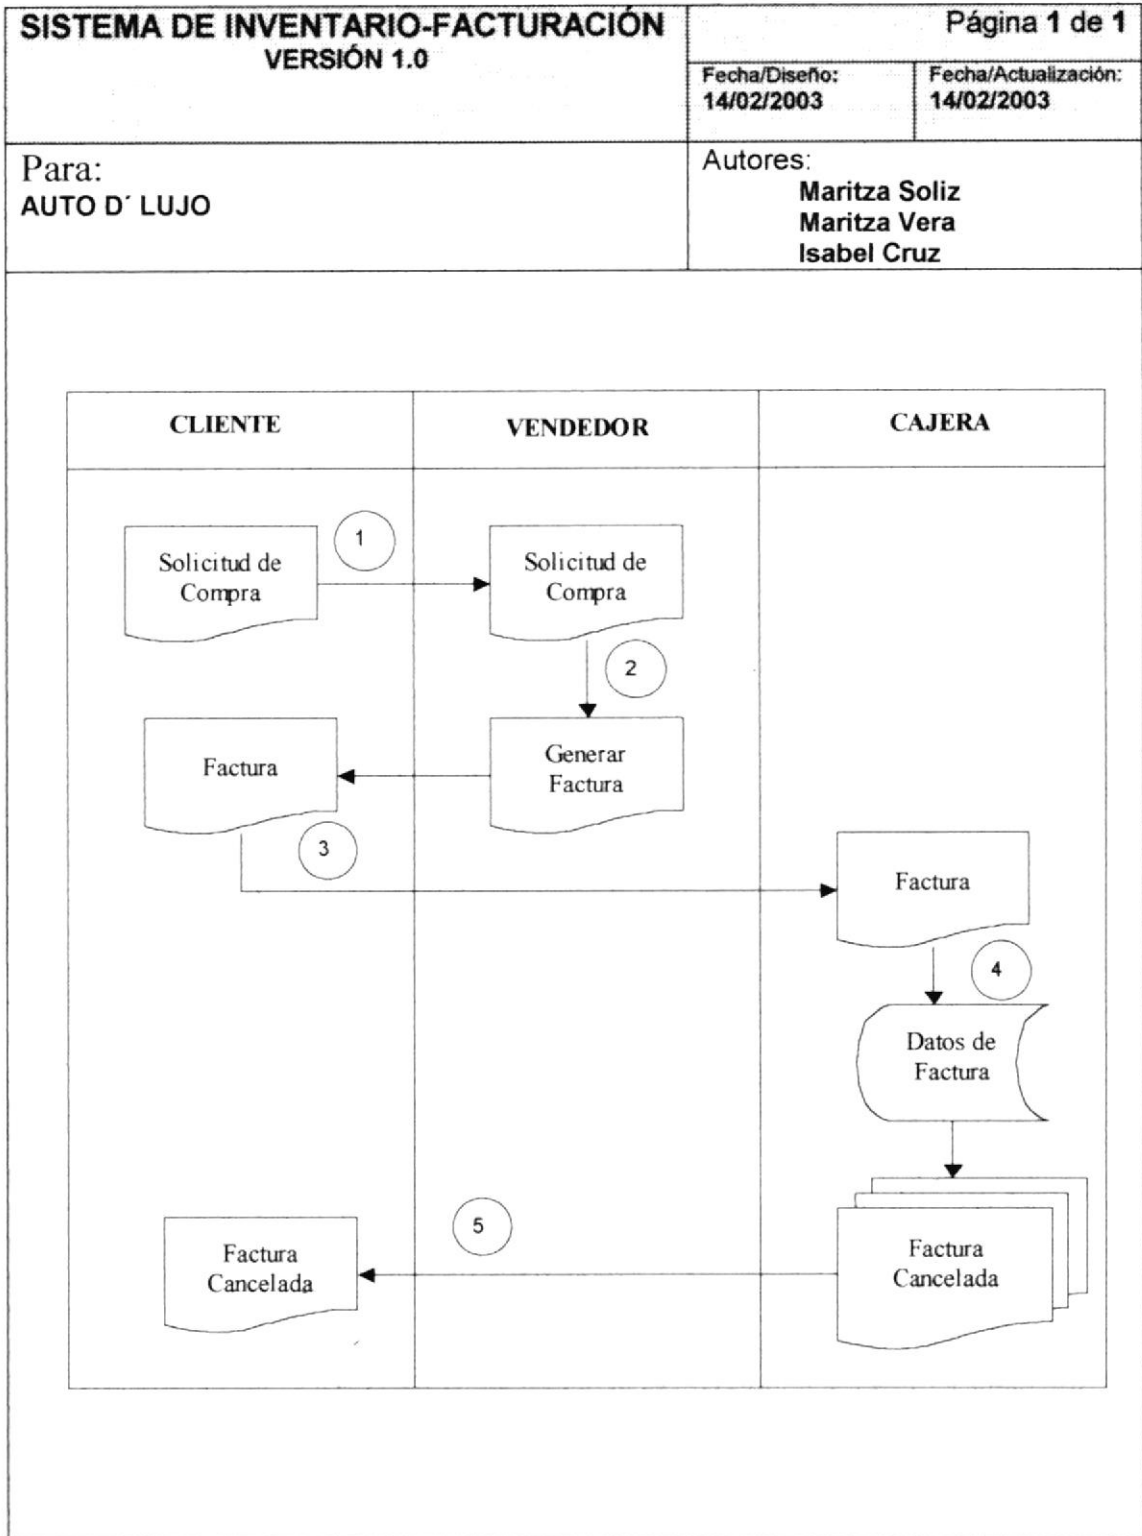 SISTEMA DE INVENTARIO-FACTURACIÓN
VERSIÓN 1.0
Página 1 de 1
Fecha/Diseño:
14/02/2003
Fecha/Actualización:
14/02/2003
Para:
AUTO D´ LUJO
Autores:
Maritza Soliz
Maritza Vera
Isabel Cruz
CLIENTE
VENDEDOR
CAJERA
Solicitud de
Compra
1
Solicitud de
Compra
2
Factura
Generar
Factura
3
Factura
4
Datos de
Factura
Factura
Cancelada
5
Factura
Cancelada